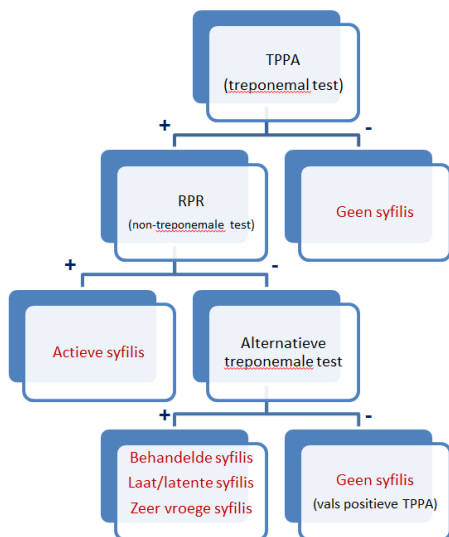 TPPA
(treponemal test)
+
-
RPR
(non-treponemale test)
Geen syfilis
+
-
Actieve syfilis
Alternatieve
treponemale test
+
-
Behandelde syfilis
Laat/latente syfilis
Zeer vroege syfilis
Geen syfilis
(vals positieve TPPA)